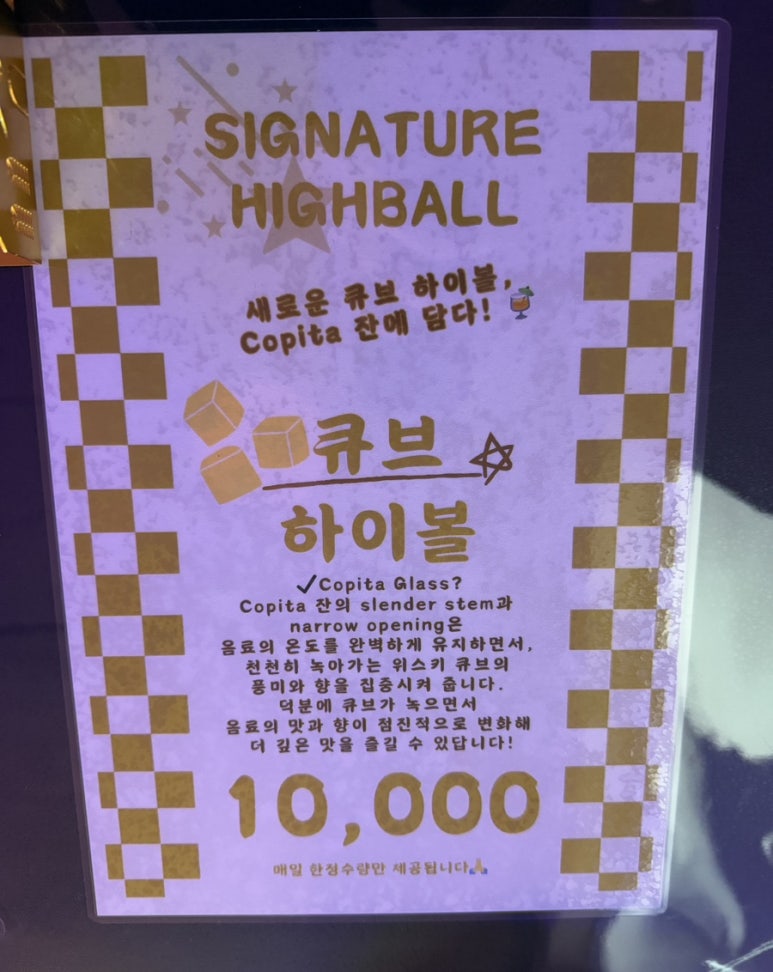 SIGNATURE
HIGHBALL
새로운 큐브 하이볼,
Copita 잔에 담다!
큐브
하이볼
✓Copita Glass?
Copita 잔의 slender stem과
narrow opening은
음료의 온도를 완벽하게 유지하면서,
천천히 녹아가는 위스키 큐브의
풍미와 향을 집중시켜 줍니다.
덕분에 큐브가 녹으면서
음료의 맛과 향이 점진적으로 변화해
더 깊은 맛을 즐길 수 있답니다!
10,000
매일 한정수량만 제공됩니다🙏